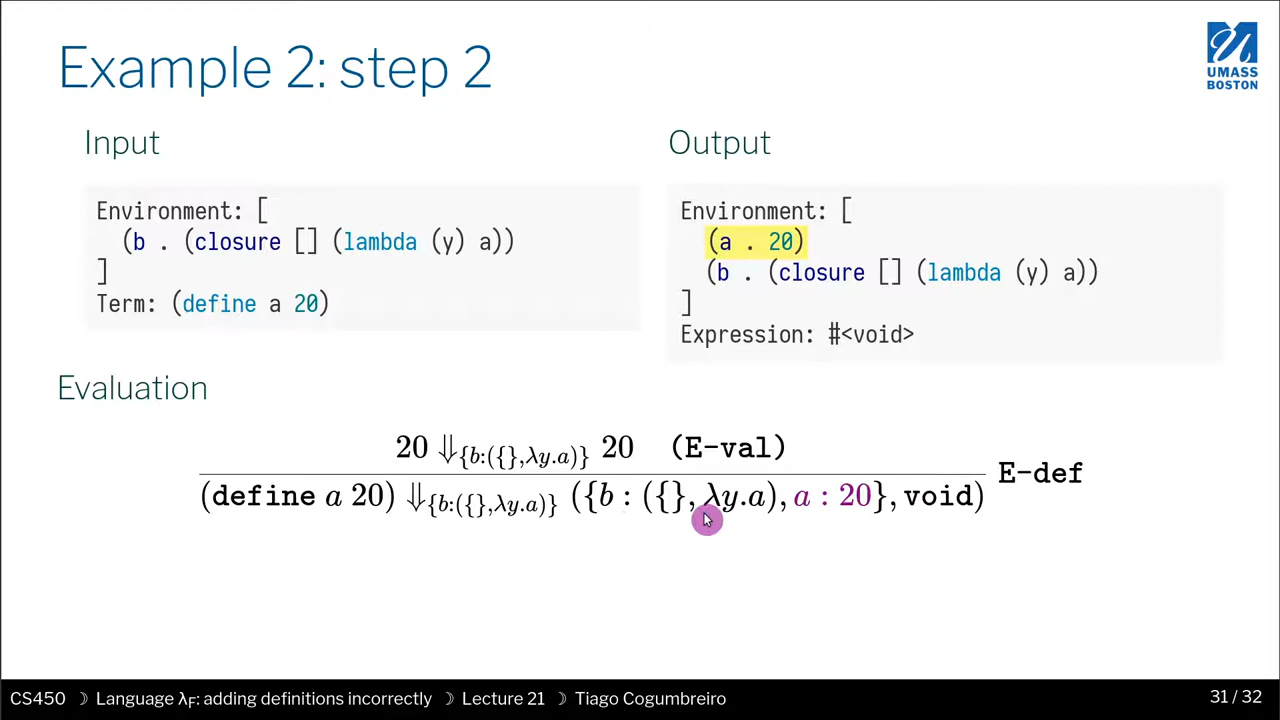 Example 2: step 2
UMASS
BOSTON
Input
Environment: [
(b . (closure [] (lambda (y) a))
]
Term: (define a 20)
Output
Environment: [
(a . 20)
(b . (closure [] (lambda (y) a))
]
Expression: #<void>
Evaluation
20 ⇓{b:({},λy.a)} 20 (E-val)
(define a 20) ⇓{b:({},λy.a)} ({b : ({}, λy.a), a : 20}, void)
E-def
CS450 ☽ Language λF: adding definitions incorrectly ☽ Lecture 21 ☽ Tiago Cogumbreiro
31 / 32